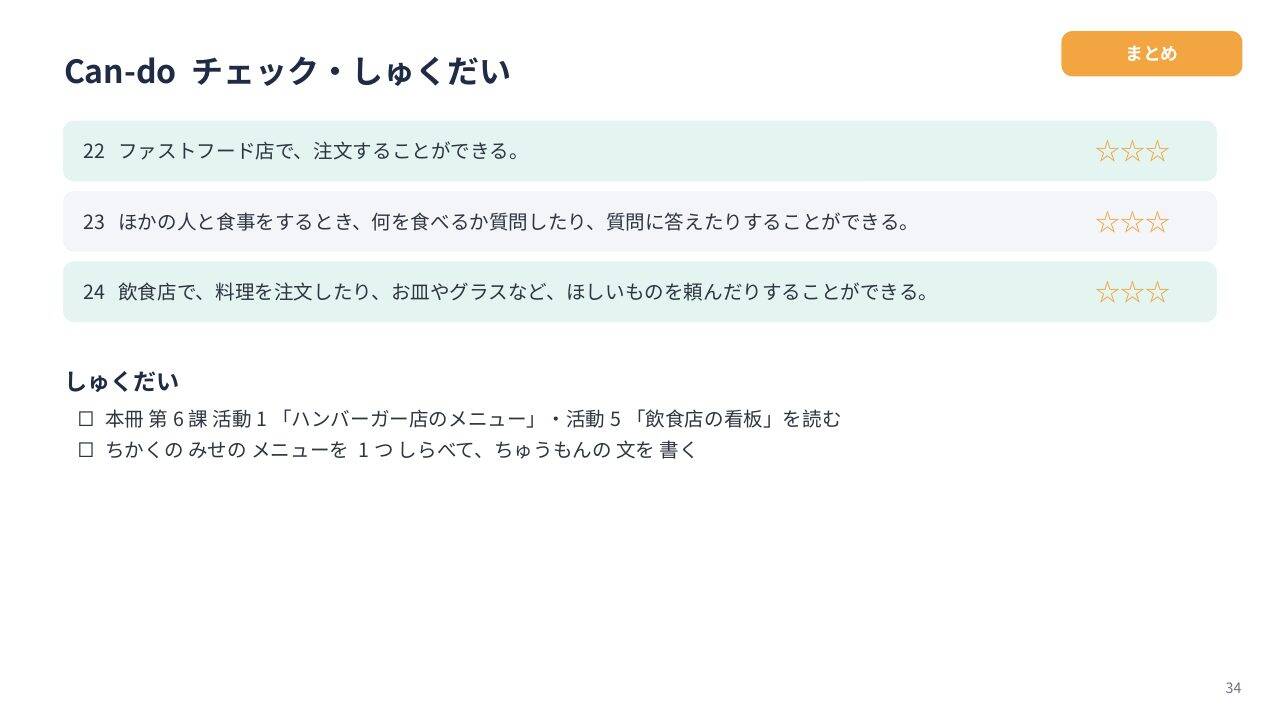 まとめ
Can-do チェック・しゅくだい
22 ファストフード店で、注文することができる。 ☆☆☆
23 ほかの人と食事をするとき、何を食べるか質問したり、質問に答えたりすることができる。 ☆☆☆
24 飲食店で、料理を注文したり、お皿やグラスなど、ほしいものを頼んだりすることができる。 ☆☆☆
しゅくだい
☐ 本冊 第 6 課 活動 1 「ハンバーガー店のメニュー」・活動 5 「飲食店の看板」を読む
☐ ちかくの みせの メニューを 1 つ しらべて、ちゅうもんの 文を 書く
34